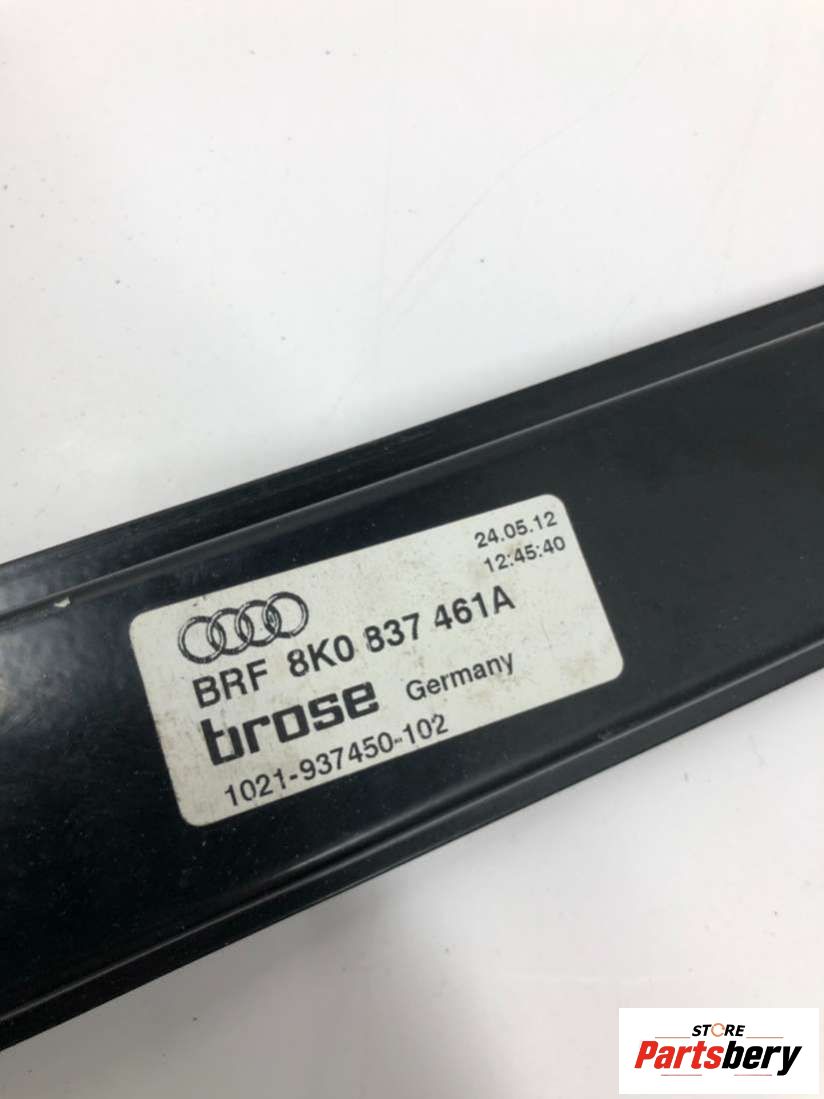 24.05.12
12:45:40
BRF 8K0 837 461A
brose Germany
1021-937450-102
STORE
Partsbery